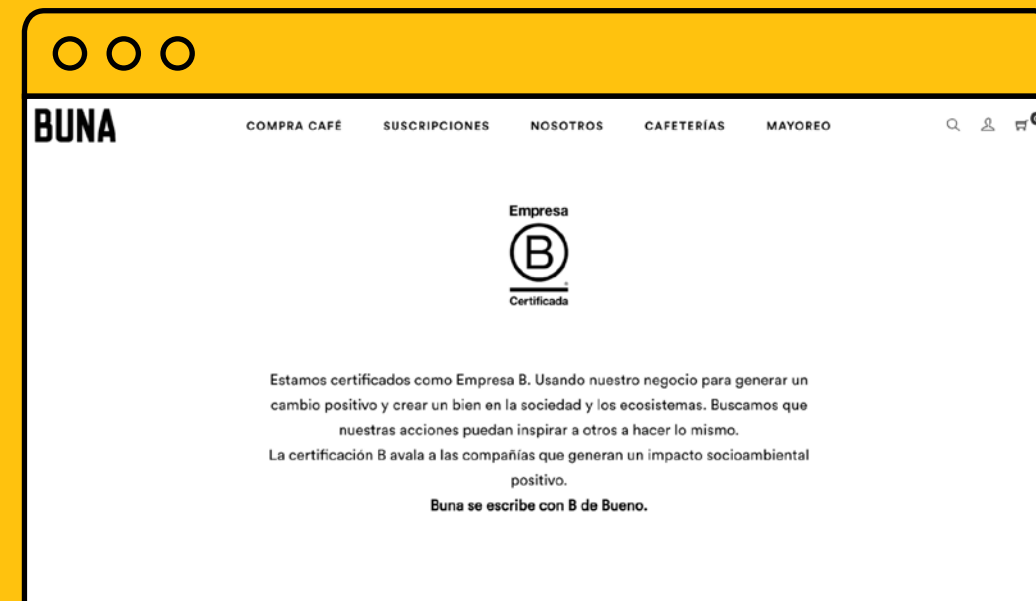 BUNA
COMPRA CAFÉ SUSCRIPCIONES NOSOTROS CAFETERÍAS MAYOREO
Empresa
B
Certificada
Estamos certificados como Empresa B. Usando nuestro negocio para generar un
cambio positivo y crear un bien en la sociedad y los ecosistemas. Buscamos que
nuestras acciones puedan inspirar a otros a hacer lo mismo.
La certificación B avala a las compañías que generan un impacto socioambiental
positivo.
Buna se escribe con B de Bueno.